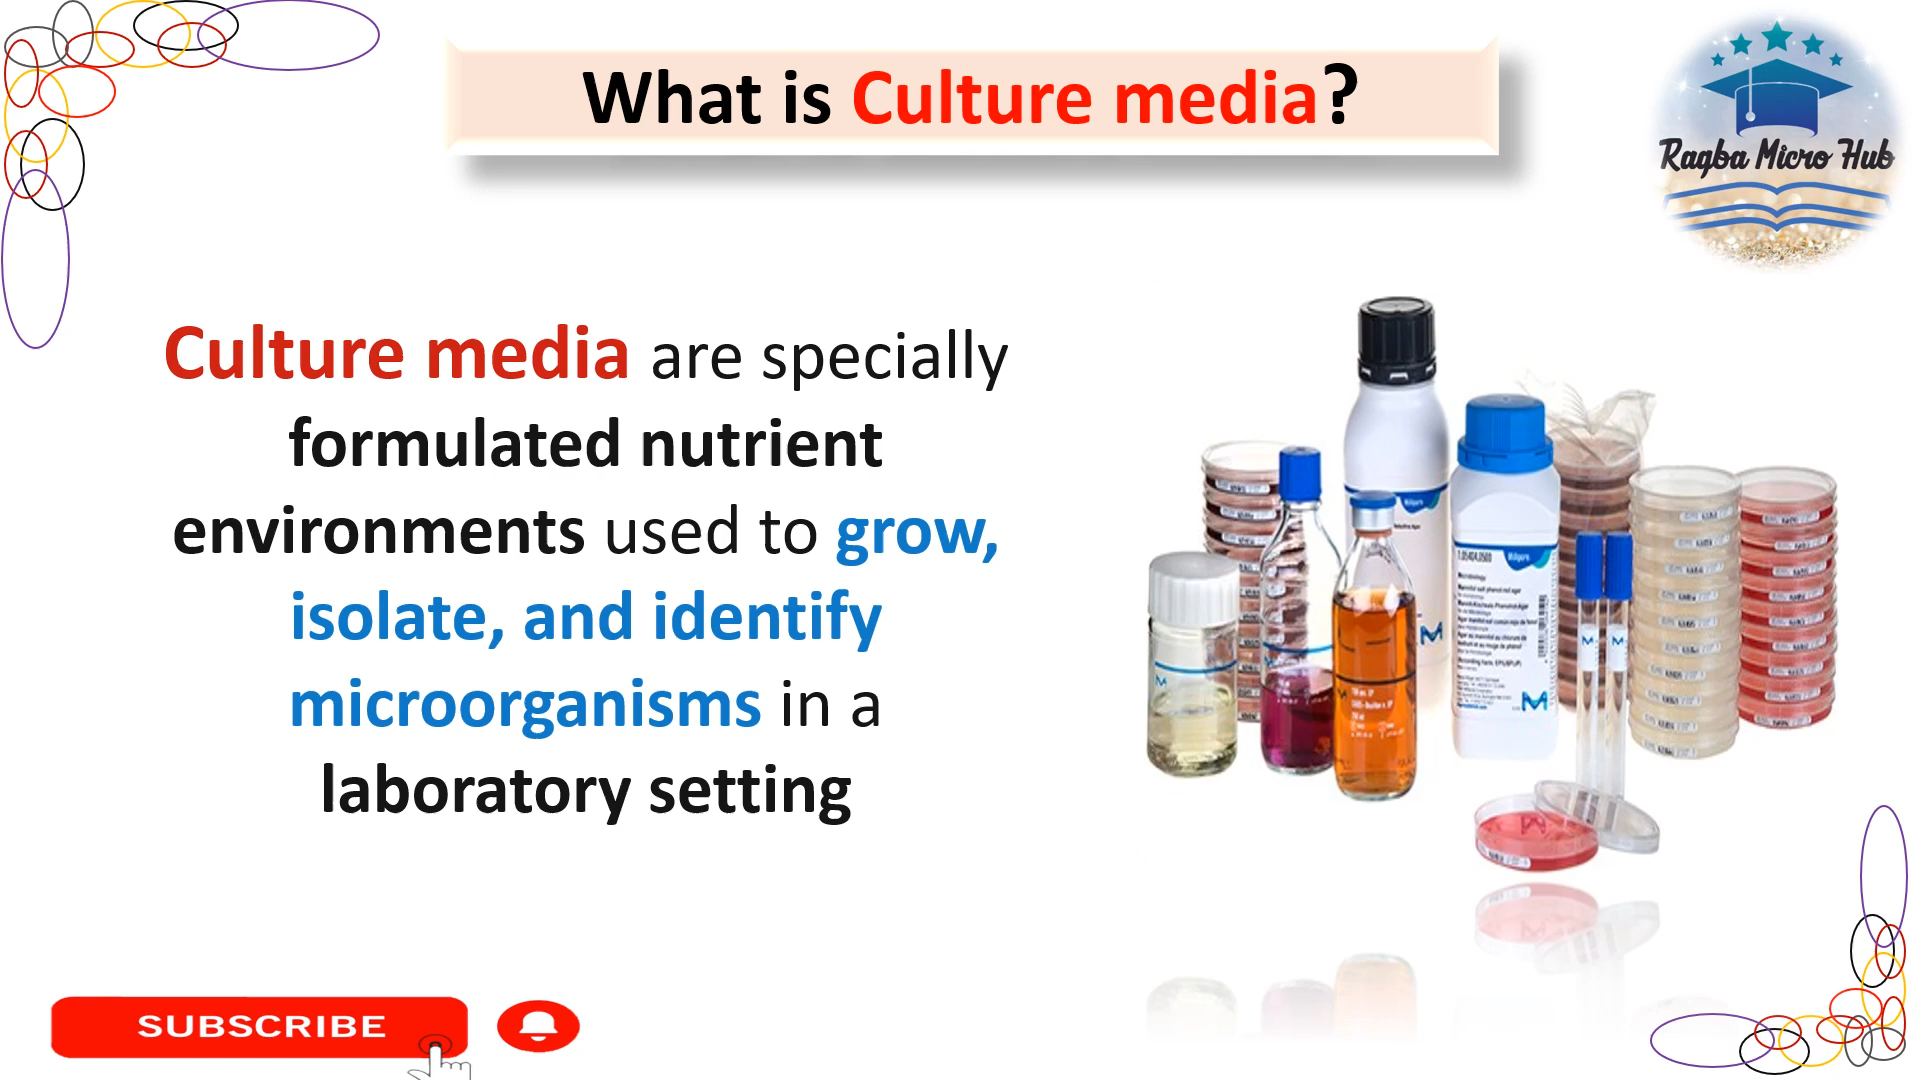 What is Culture media?
Ragba Micro Hub
Culture media are specially
formulated nutrient
environments used to grow,
isolate, and identify
microorganisms in a
laboratory setting
SUBSCRIBE